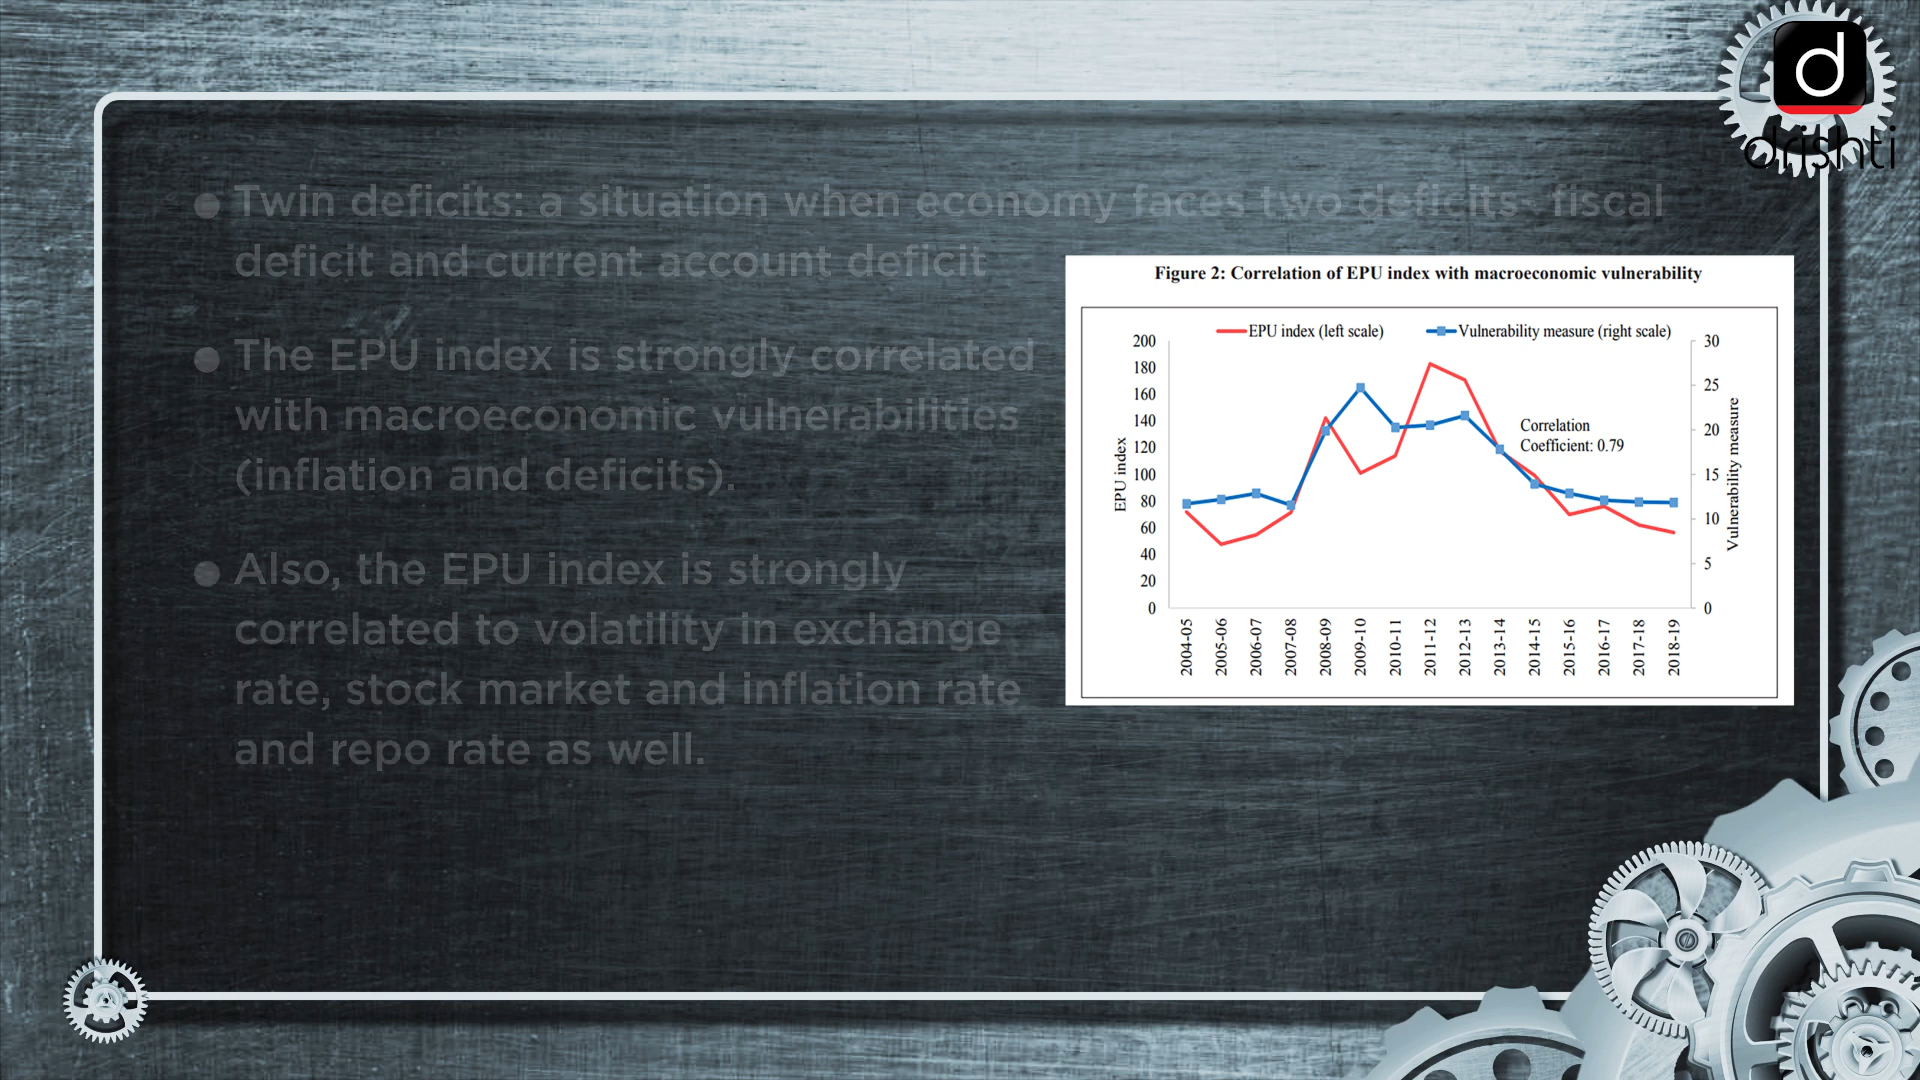 d
drishti
Twin deficits: a situation when economy faces two deficits- fiscal
deficit and current account deficit
The EPU index is strongly correlated
with macroeconomic vulnerabilities
(inflation and deficits).
Also, the EPU index is strongly
correlated to volatility in exchange
rate, stock market and inflation rate
and repo rate as well.
Figure 2: Correlation of EPU index with macroeconomic vulnerability
EPU index (left scale)
Vulnerability measure (right scale)
200
180
160
140
120
100
80
60
40
20
0
EPU index
30
25
20
15
10
5
0
Vulnerability measure
Correlation
Coefficient: 0.79
2004-05
2005-06
2006-07
2007-08
2008-09
2009-10
2010-11
2011-12
2012-13
2013-14
2014-15
2015-16
2016-17
2017-18
2018-19